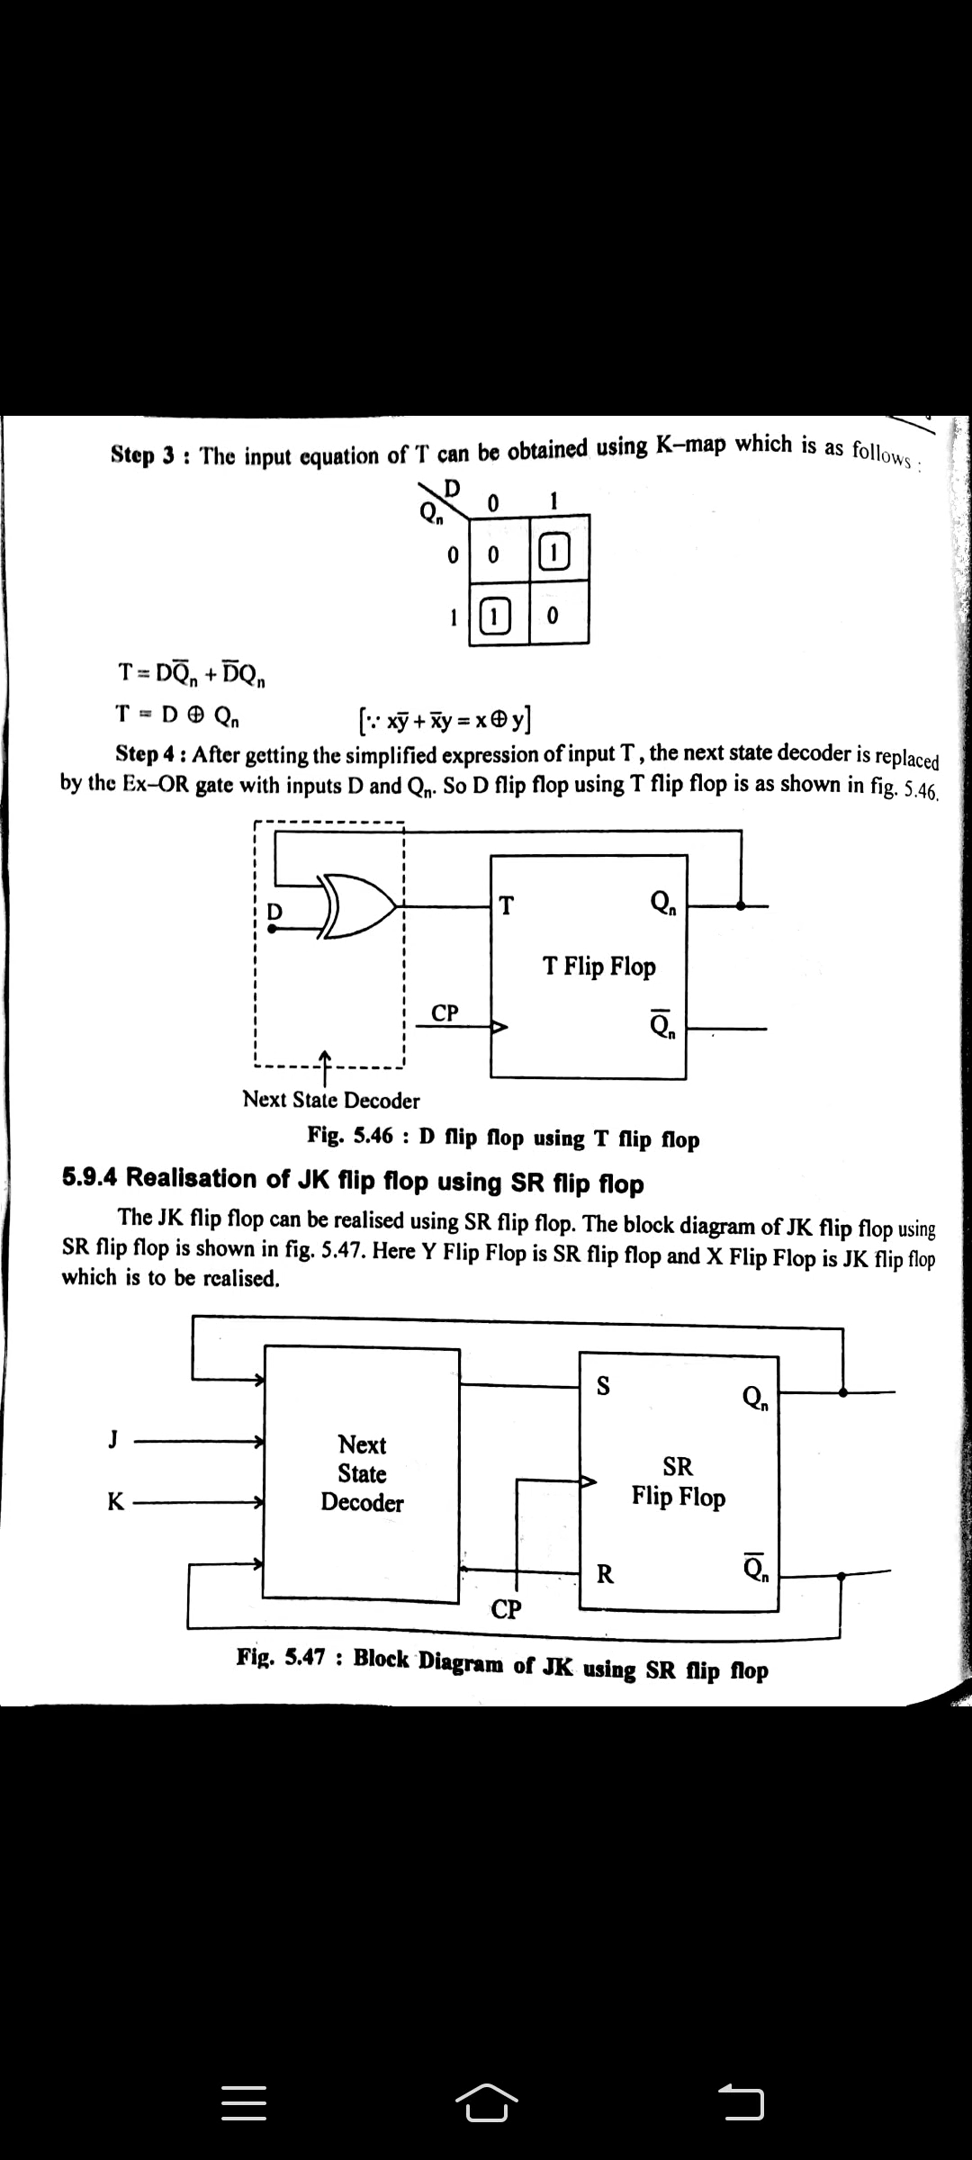 Step 3 : The input equation of T can be obtained using K–map which is as follows :
D
Qn
0 1
0 0 1
1 1 0
T = DQ̅n + D̅Qn
T = D ⊕ Qn [∵ xy̅ + x̅y = x ⊕ y]
Step 4 : After getting the simplified expression of input T , the next state decoder is replaced
by the Ex–OR gate with inputs D and Qn. So D flip flop using T flip flop is as shown in fig. 5.46.
D
T Qn
T Flip Flop
CP
Q̅n
Next State Decoder
Fig. 5.46 : D flip flop using T flip flop
5.9.4 Realisation of JK flip flop using SR flip flop
The JK flip flop can be realised using SR flip flop. The block diagram of JK flip flop using
SR flip flop is shown in fig. 5.47. Here Y Flip Flop is SR flip flop and X Flip Flop is JK flip flop
which is to be realised.
S Qn
J
K
Next
State
Decoder
SR
Flip Flop
R Q̅n
CP
Fig. 5.47 : Block Diagram of JK using SR flip flop